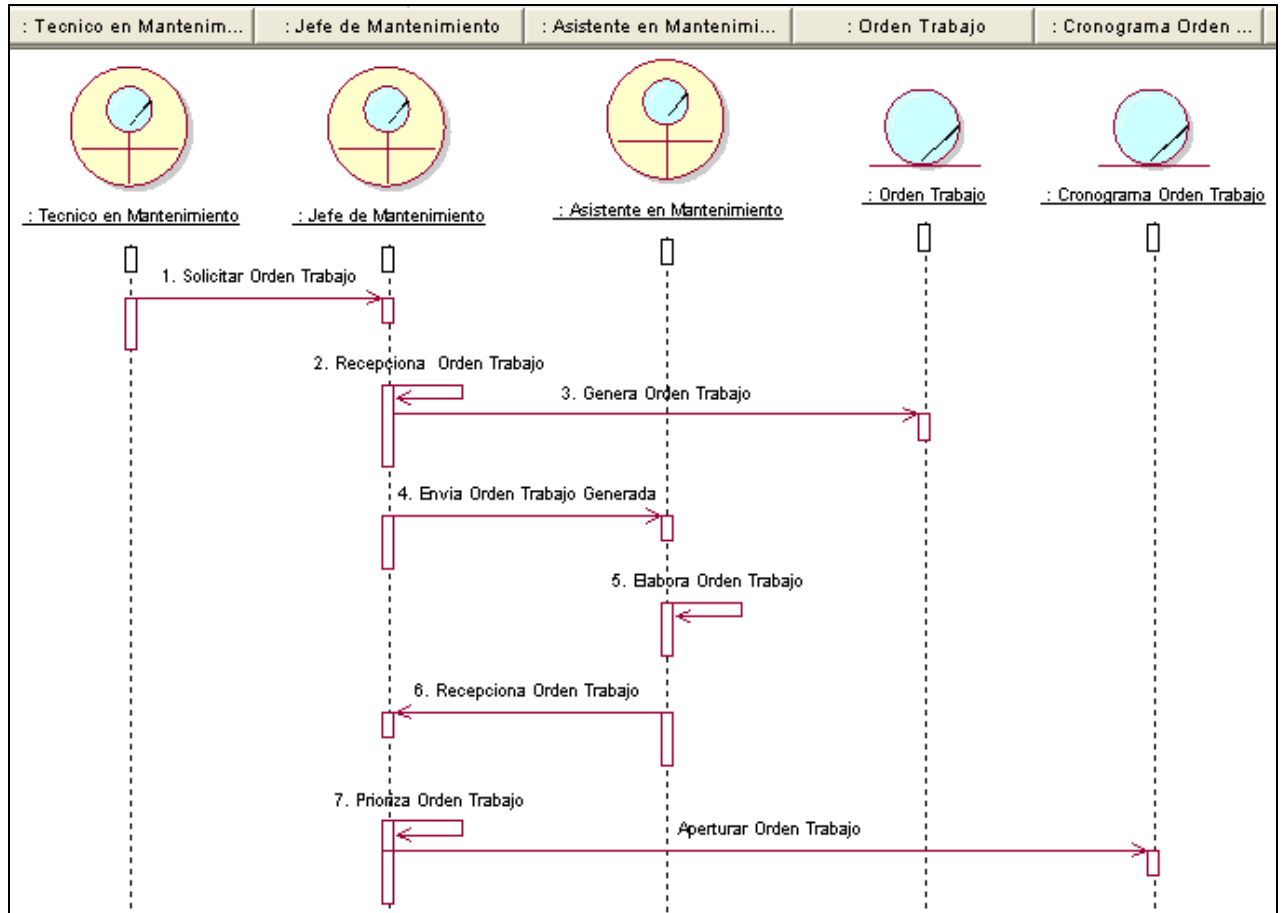 : Tecnico en Mantenim...
: Jefe de Mantenimiento
: Asistente en Mantenimi...
: Orden Trabajo
: Cronograma Orden ...
: Tecnico en Mantenimiento
: Jefe de Mantenimiento
: Asistente en Mantenimiento
: Orden Trabajo
: Cronograma Orden Trabajo
1. Solicitar Orden Trabajo
2. Recepciona Orden Trabajo
3. Genera Orden Trabajo
4. Envia Orden Trabajo Generada
5. Elabora Orden Trabajo
6. Recepciona Orden Trabajo
7. Prioriza Orden Trabajo
Aperturar Orden Trabajo